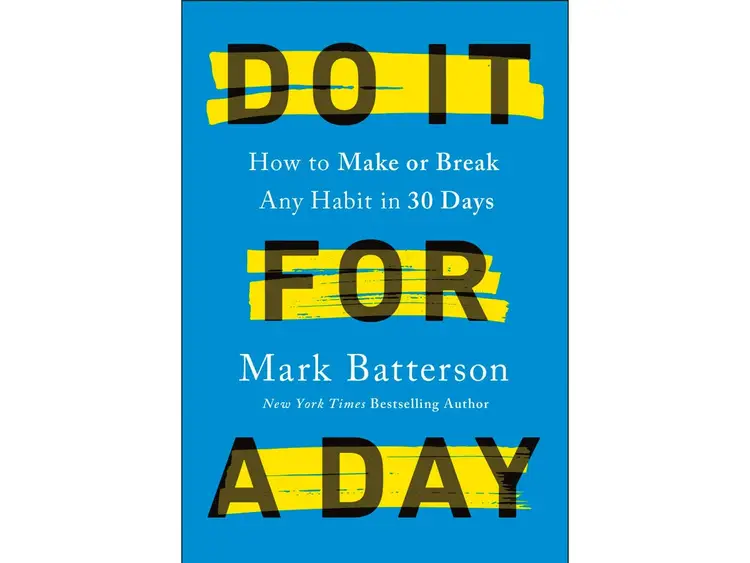 DO IT
How to Make or Break
Any Habit in 30 Days
FOR
Mark Batterson
New York Times Bestselling Author
A DAY